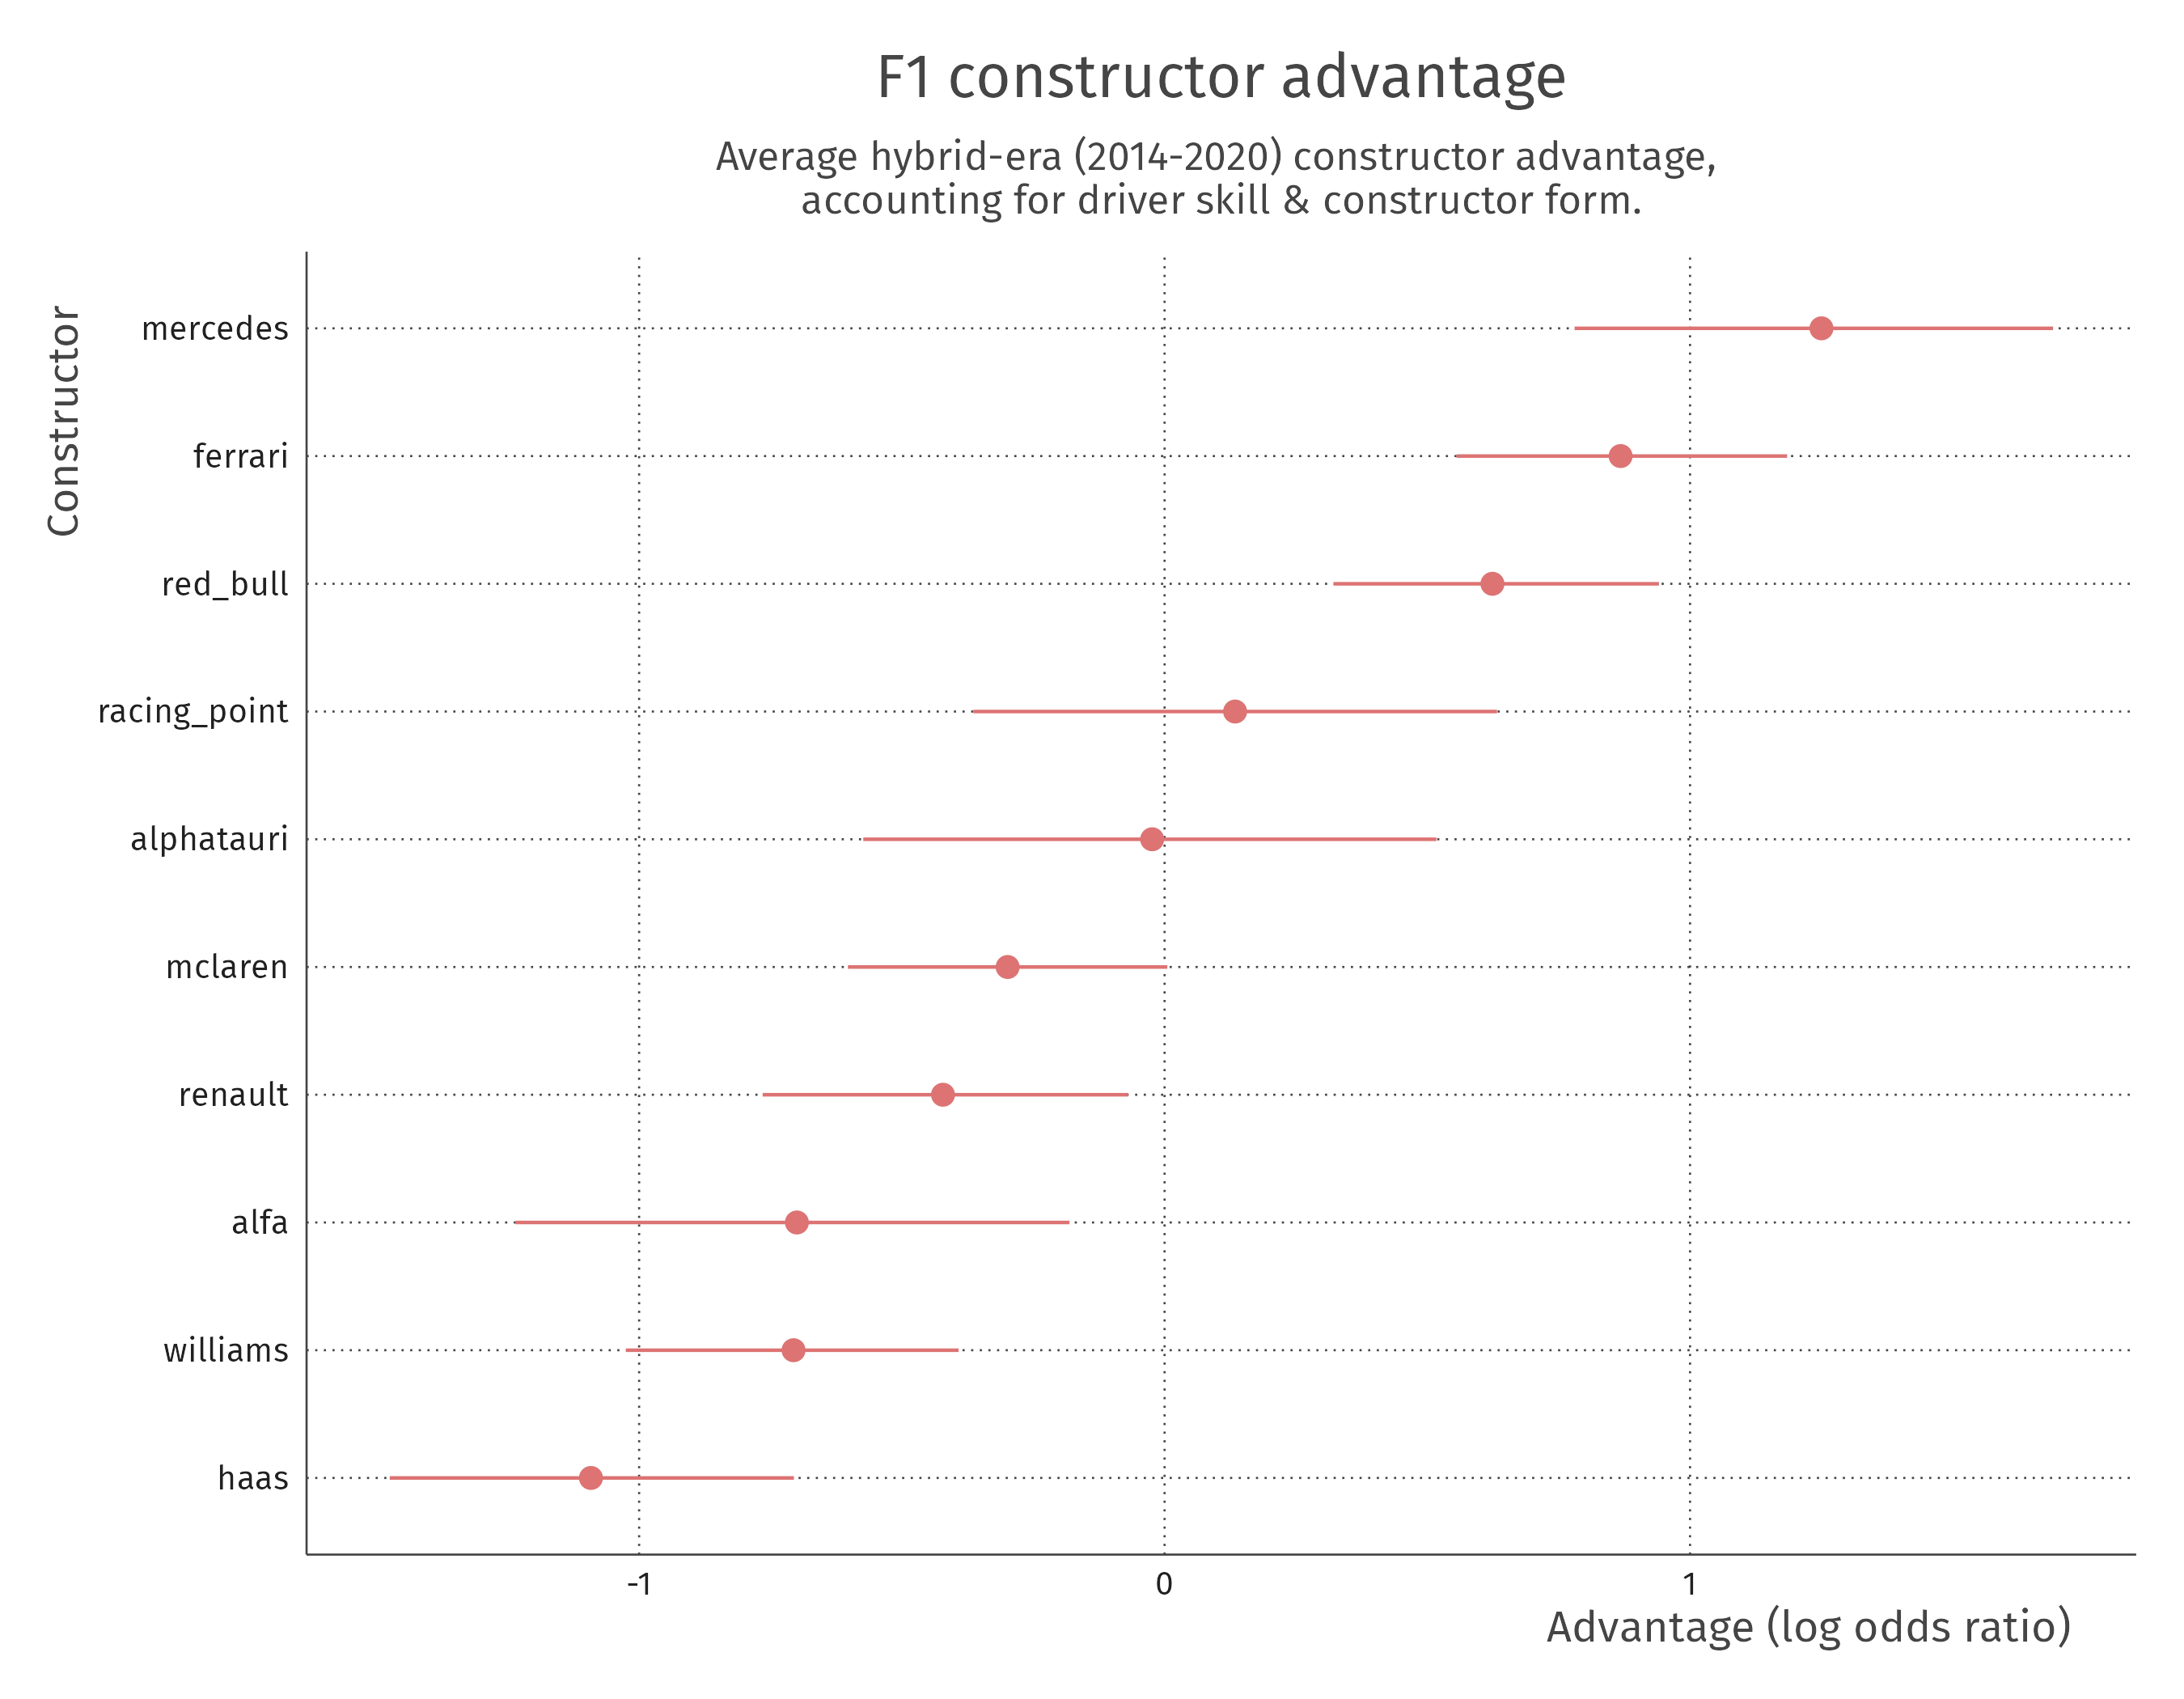 F1 constructor advantage
Average hybrid-era (2014-2020) constructor advantage,
accounting for driver skill & constructor form.
Constructor
mercedes
ferrari
red_bull
racing_point
alphatauri
mclaren
renault
alfa
williams
haas
-1 0 1
Advantage (log odds ratio)